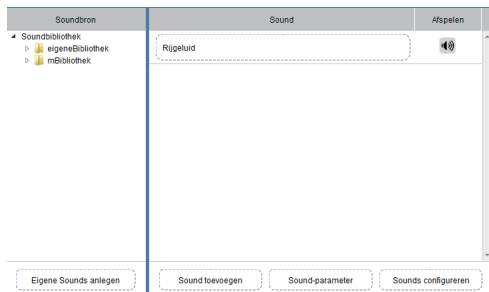 Soundbron
Sound
Afspelen
Soundbibliothek
eigeneBibliothek
mBibliothek
Rijgeluid
Eigene Sounds anlegen
Sound toevoegen
Sound-parameter
Sounds configureren